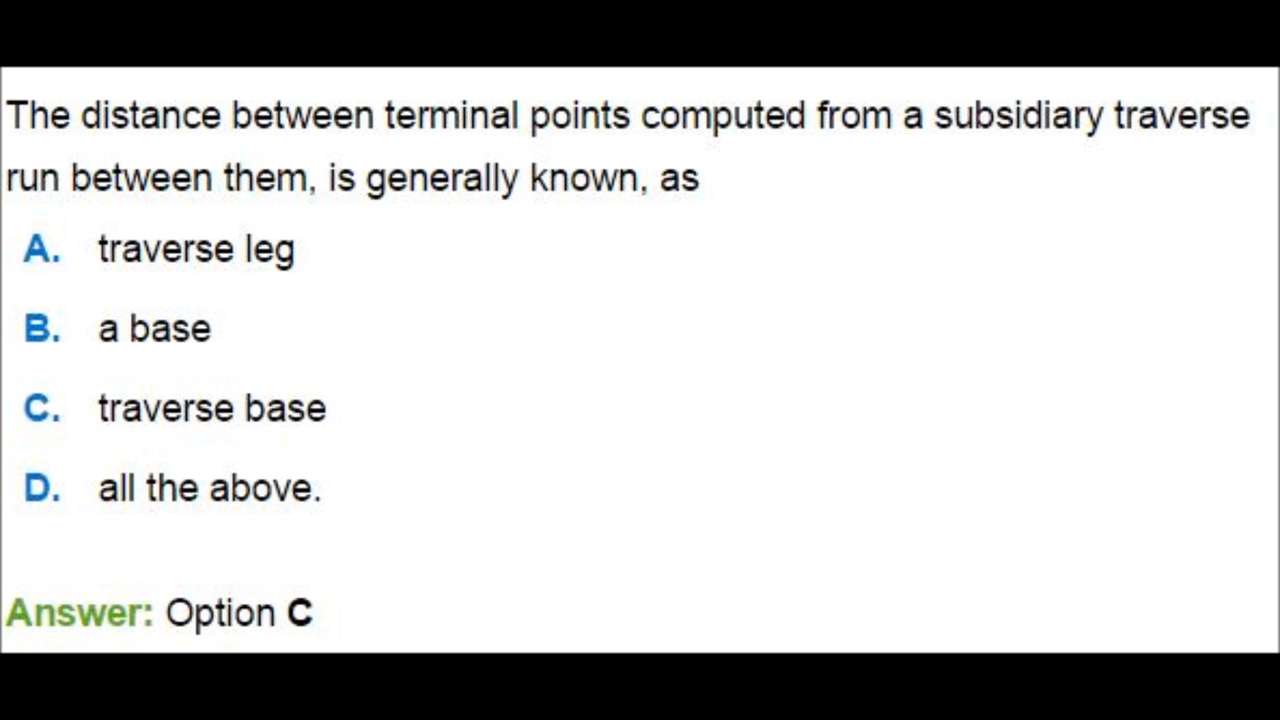 The distance between terminal points computed from a subsidiary traverse
run between them, is generally known, as
A. traverse leg
B. a base
C. traverse base
D. all the above.
Answer: Option C